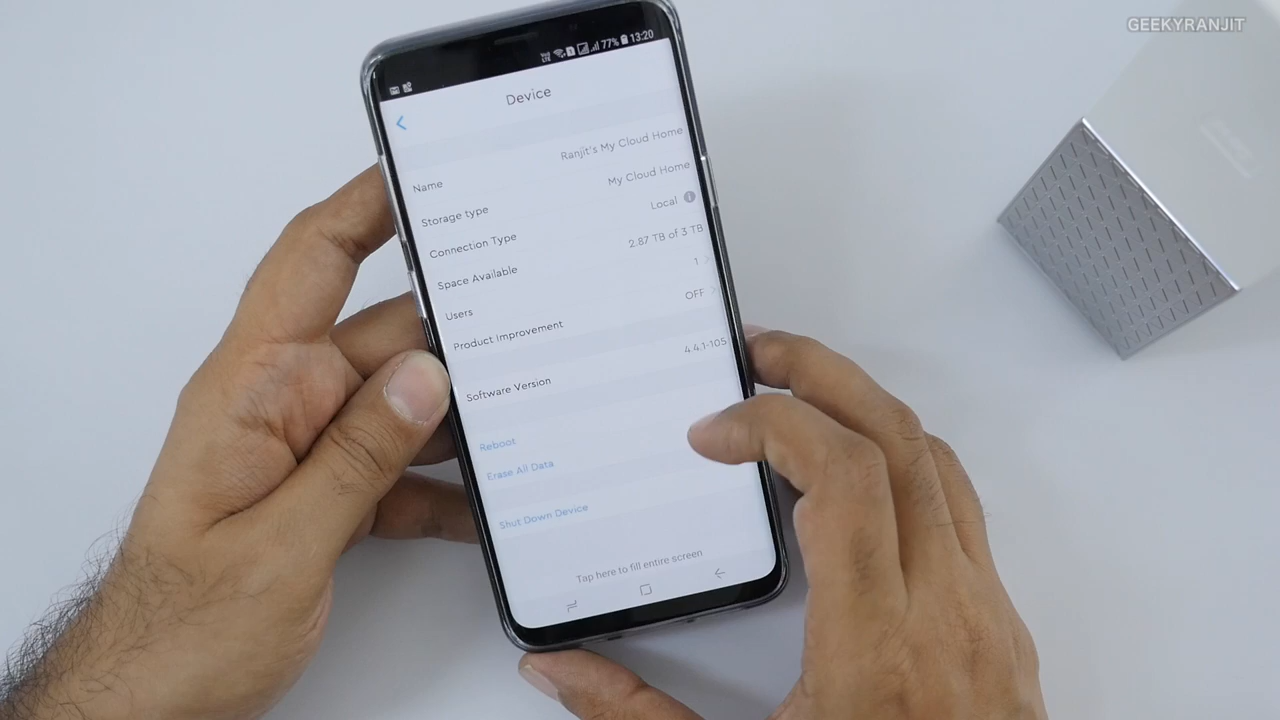 GEEKYRANJIT
77% 13:20
Device
Name Ranjit's My Cloud Home
Storage type My Cloud Home
Connection Type Local
Space Available 2.87 TB of 3 TB
Users 1
Product Improvement OFF
Software Version 4.4.1-105
Reboot
Erase All Data
Shut Down Device
Tap here to fill entire screen